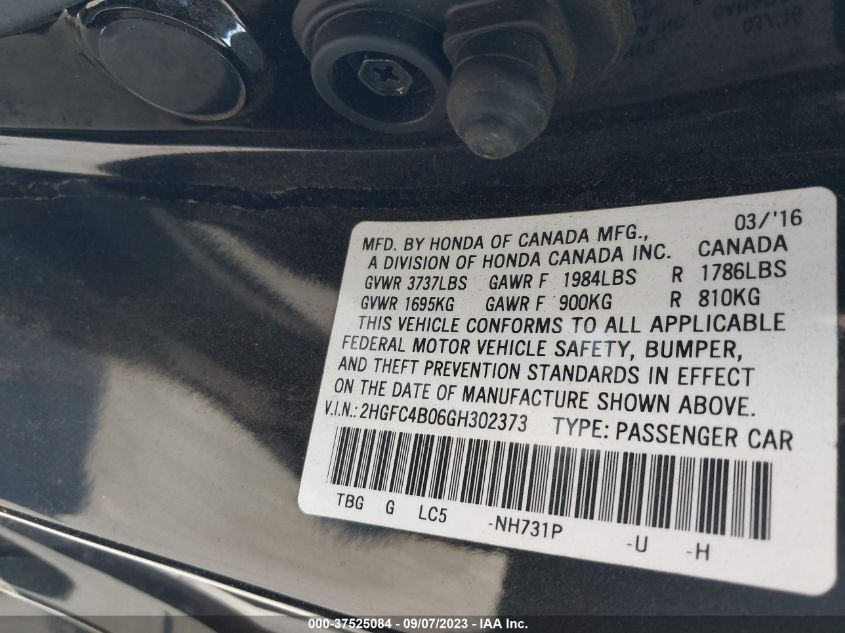 03/'16
MFD. BY HONDA OF CANADA MFG.,
A DIVISION OF HONDA CANADA INC. CANADA
GVWR 3737LBS GAWR F 1984LBS R 1786LBS
GVWR 1695KG GAWR F 900KG R 810KG
THIS VEHICLE CONFORMS TO ALL APPLICABLE
FEDERAL MOTOR VEHICLE SAFETY, BUMPER,
AND THEFT PREVENTION STANDARDS IN EFFECT
ON THE DATE OF MANUFACTURE SHOWN ABOVE.
V.I.N.: 2HGFC4B06GH302373 TYPE: PASSENGER CAR
TBG G LC5 -NH731P -U -H
000-37525084 - 09/07/2023 - IAA Inc.